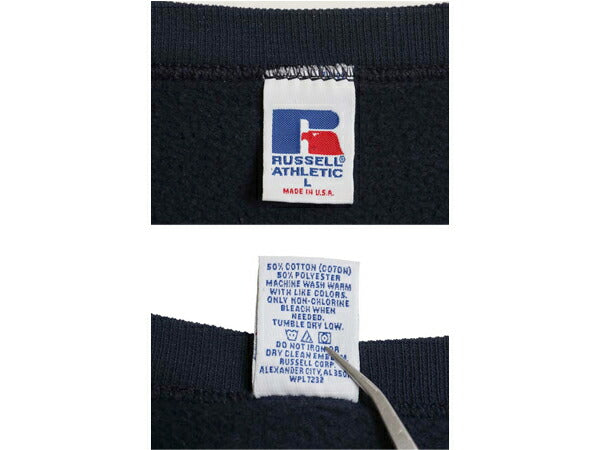 RUSSELL®
ATHLETIC
L
MADE IN U.S.A.
50% COTTON (COTON)
50% POLYESTER
MACHINE WASH WARM
WITH LIKE COLORS.
ONLY NON-CHLORINE
BLEACH WHEN
NEEDED.
TUMBLE DRY LOW.
DO NOT IRON OR
DRY CLEAN EMBLEM
RUSSELL CORP.
ALEXANDER CITY, AL
WPL 7232